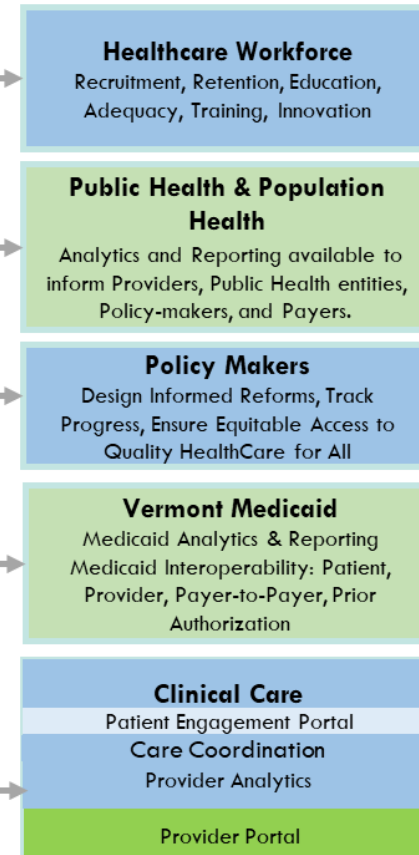 Healthcare Workforce
Recruitment, Retention, Education,
Adequacy, Training, Innovation
Public Health & Population
Health
Analytics and Reporting available to
inform Providers, Public Health entities,
Policy-makers, and Payers.
Policy Makers
Design Informed Reforms, Track
Progress, Ensure Equitable Access to
Quality HealthCare for All
Vermont Medicaid
Medicaid Analytics & Reporting
Medicaid Interoperability: Patient,
Provider, Payer-to-Payer, Prior
Authorization
Clinical Care
Patient Engagement Portal
Care Coordination
Provider Analytics
Provider Portal